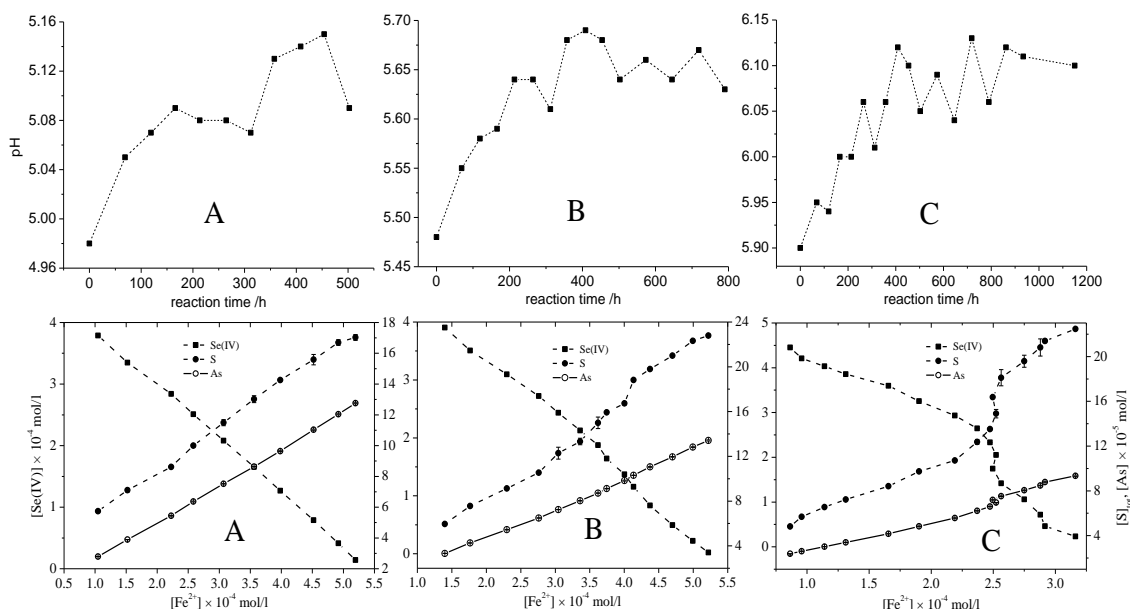 5.16
5.12
5.08
5.04
5.00
4.96
pH
0 100 200 300 400 500
reaction time /h
A
5.70
5.65
5.60
5.55
5.50
5.45
0 200 400 600 800
reaction time /h
B
6.15
6.10
6.05
6.00
5.95
5.90
0 200 400 600 800 1000 1200
reaction time /h
C
4
3
2
1
0
[Se(IV)] × 10⁻⁴ mol/l
Se(IV)
S
As
18
16
14
12
10
8
6
4
2
A
0.5 1.0 1.5 2.0 2.5 3.0 3.5 4.0 4.5 5.0 5.5
[Fe²⁺] × 10⁻⁴ mol/l
4
3
2
1
0
Se(IV)
S
As
24
22
20
18
16
14
12
10
8
6
4
B
1.0 1.5 2.0 2.5 3.0 3.5 4.0 4.5 5.0 5.5
[Fe²⁺] × 10⁻⁴ mol/l
5
4
3
2
1
0
Se(IV)
S
As
20
16
12
8
4
[S]tot, [As] × 10⁻⁵ mol/l
C
1.0 1.5 2.0 2.5 3.0
[Fe²⁺] × 10⁻⁴ mol/l